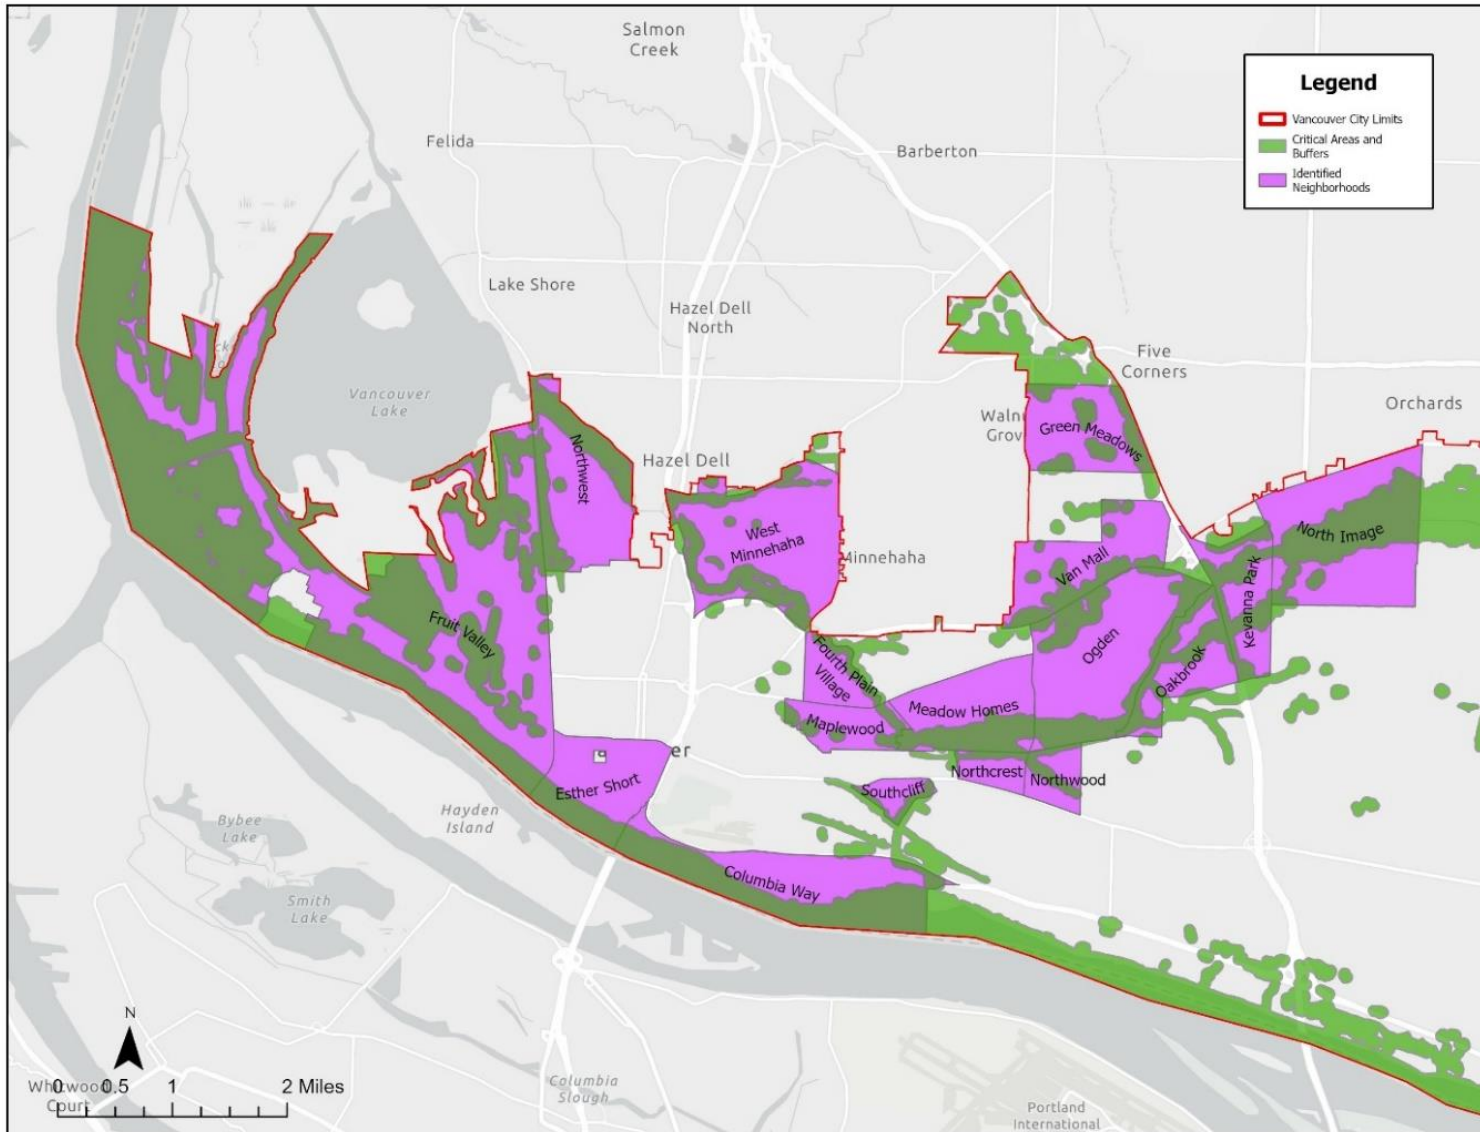 Salmon
Creek
Legend
Vancouver City Limits
Critical Areas and
Buffers
Identified
Neighborhoods
Felida
Barberton
Lake Shore
Hazel Dell
North
Five
Corners
Vancouver
Lake
Orchards
Green Meadows
Northwest
Hazel Dell
West
Minnehaha
Minnehaha
Van Mall
North Image
Kevanna Park
Fruit Valley
Fourth Plain
Village
Ogden
Oakbrook
Maplewood
Meadow Homes
er
Esther Short
Southcliff
Northcrest
Northwood
Hayden
Island
Bybee
Lake
Columbia Way
Smith
Lake
N
0 0.5 1 2 Miles
Court
Columbia
Slough
Portland
International